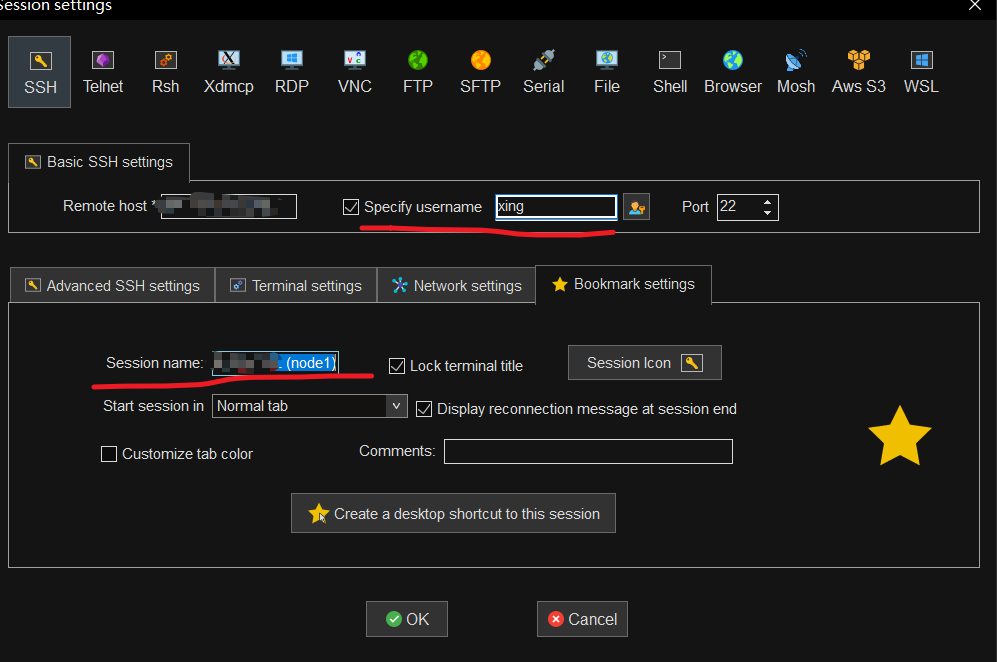 Session settings
SSH Telnet Rsh Xdmcp RDP VNC FTP SFTP Serial File Shell Browser Mosh Aws S3 WSL
Basic SSH settings
Remote host * Specify username xing Port 22
Advanced SSH settings Terminal settings Network settings Bookmark settings
Session name: (node1) Lock terminal title Session Icon
Start session in Normal tab Display reconnection message at session end
Customize tab color Comments:
Create a desktop shortcut to this session
OK Cancel